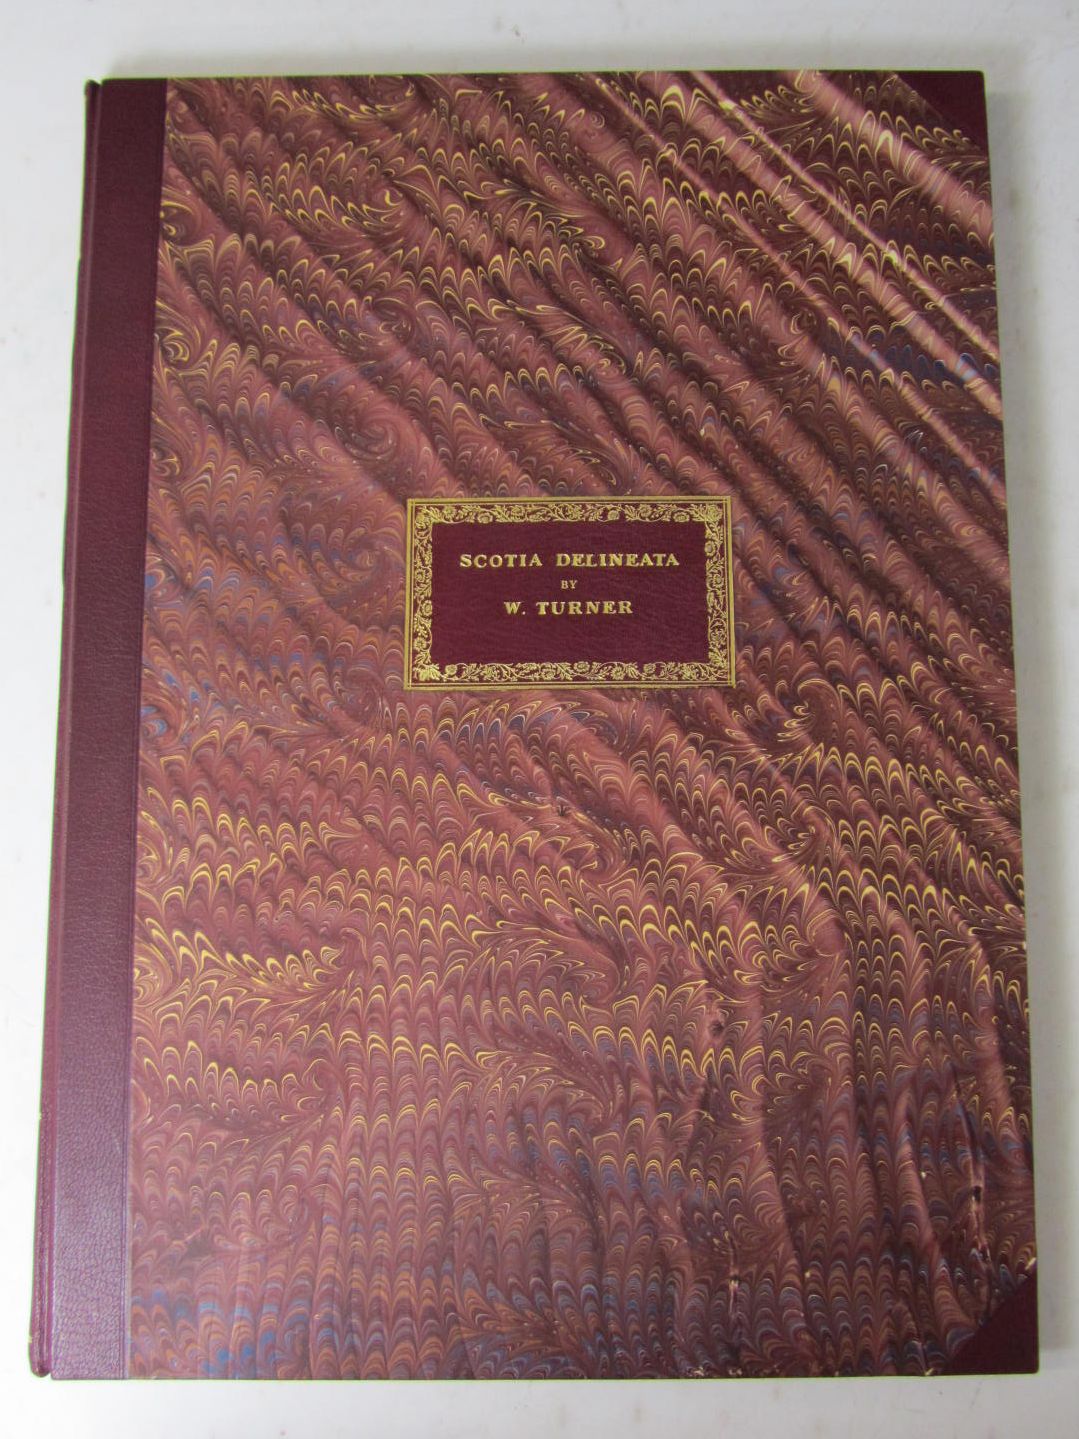 SCOTIA DELINEATA
BY
W. TURNER